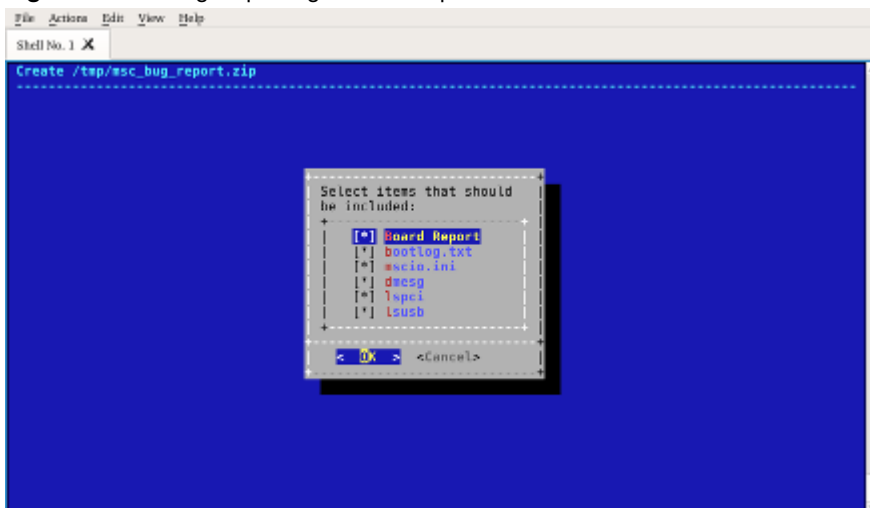 File Actions Edit View Help
Shell No. 1 X
Create /tmp/msc_bug_report.zip
Select items that should
be included:
[*] Board Report
[*] bootlog.txt
[*] mscio.ini
[*] dmesg
[*] lspci
[*] lsusb
< OK > <Cancel>